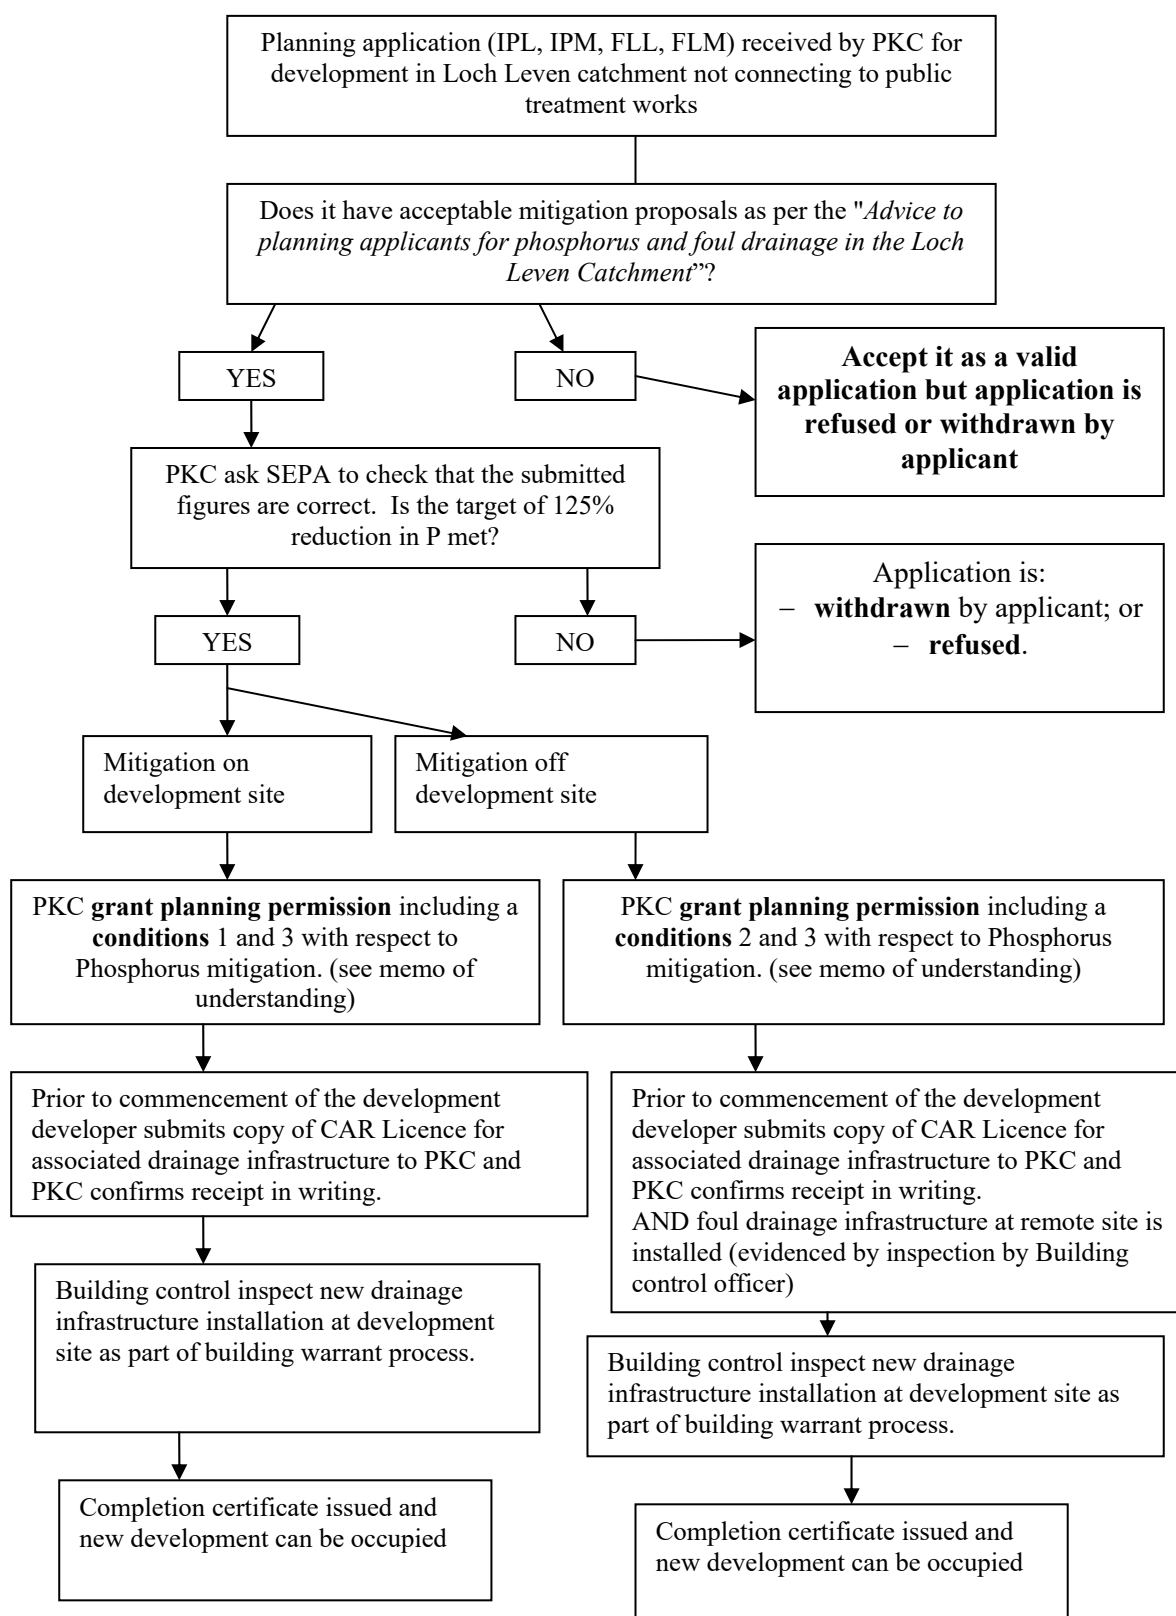 Planning application (IPL, IPM, FLL, FLM) received by PKC for
development in Loch Leven catchment not connecting to public
treatment works
Does it have acceptable mitigation proposals as per the "Advice to
planning applicants for phosphorus and foul drainage in the Loch
Leven Catchment”?
YES
NO
Accept it as a valid
application but application is
refused or withdrawn by
applicant
PKC ask SEPA to check that the submitted
figures are correct.  Is the target of 125%
reduction in P met?
YES
NO
Application is:
– withdrawn by applicant; or
– refused.
Mitigation on
development site
Mitigation off
development site
PKC grant planning permission including a
conditions 1 and 3 with respect to
Phosphorus mitigation. (see memo of
understanding)
PKC grant planning permission including a
conditions 2 and 3 with respect to Phosphorus
mitigation. (see memo of understanding)
Prior to commencement of the development
developer submits copy of CAR Licence for
associated drainage infrastructure to PKC and
PKC confirms receipt in writing.
Prior to commencement of the development
developer submits copy of CAR Licence for
associated drainage infrastructure to PKC and
PKC confirms receipt in writing.
AND foul drainage infrastructure at remote site is
installed (evidenced by inspection by Building
control officer)
Building control inspect new drainage
infrastructure installation at development
site as part of building warrant process.
Building control inspect new drainage
infrastructure installation at development site as
part of building warrant process.
Completion certificate issued and
new development can be occupied
Completion certificate issued and
new development can be occupied